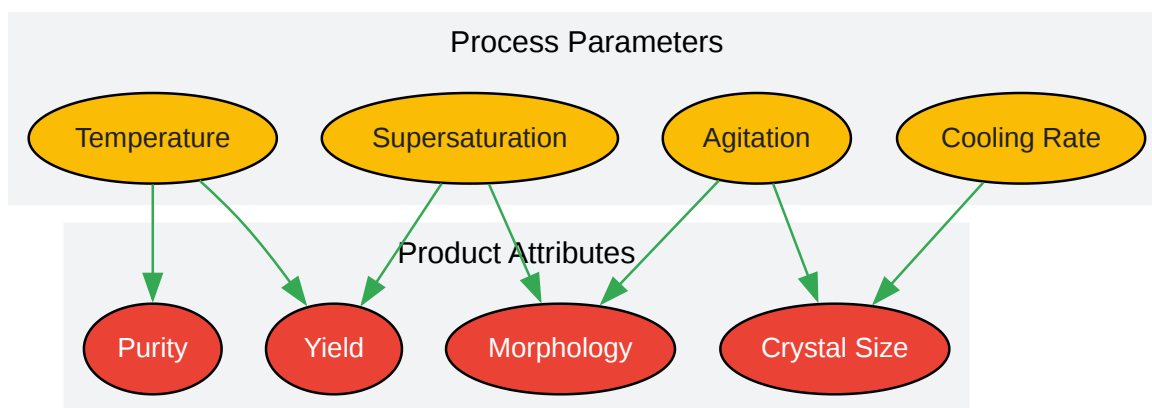 Process Parameters
Temperature
Supersaturation
Agitation
Cooling Rate
Product Attributes
Purity
Yield
Morphology
Crystal Size